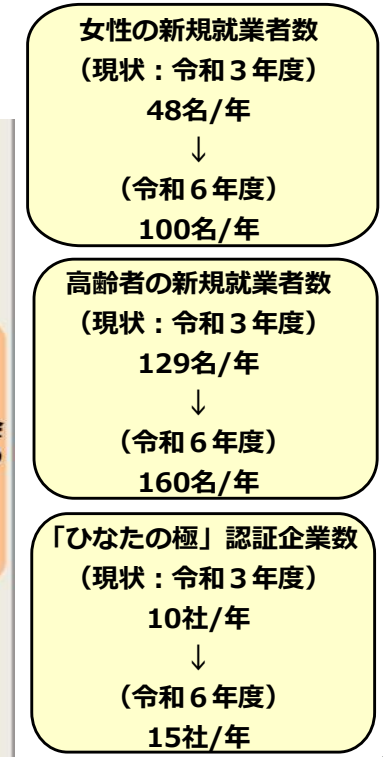 女性の新規就業者数
（現状：令和３年度）
48名/年
↓
（令和６年度）
100名/年
高齢者の新規就業者数
（現状：令和３年度）
129名/年
↓
（令和６年度）
160名/年
「ひなたの極」認証企業数
（現状：令和３年度）
10社/年
↓
（令和６年度）
15社/年